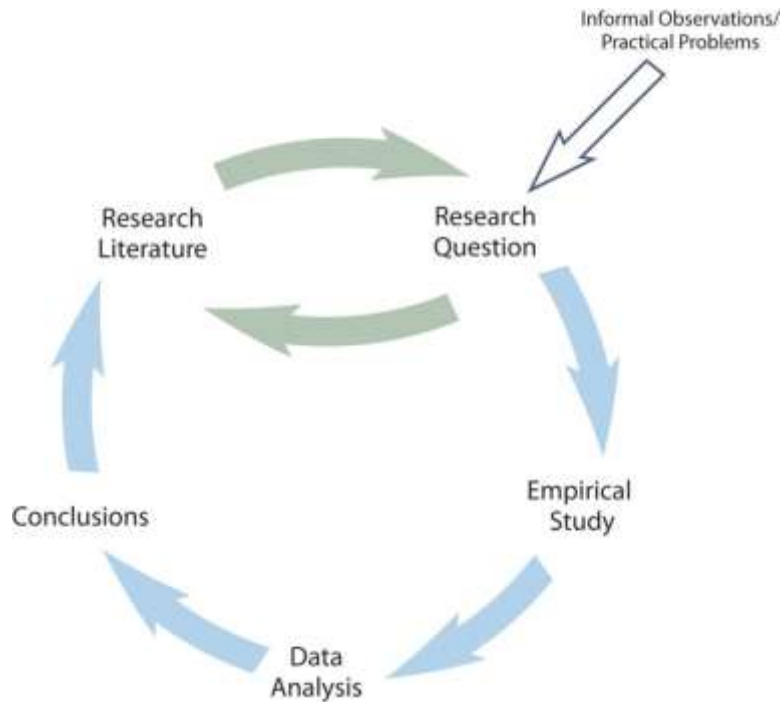 Informal Observations/
Practical Problems
Research
Literature
Research
Question
Empirical
Study
Conclusions
Data
Analysis